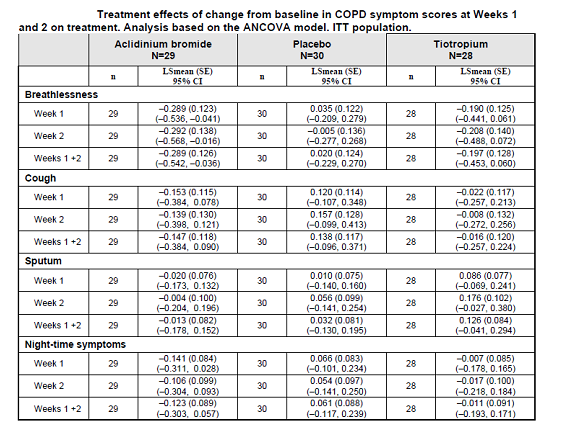 Treatment effects of change from baseline in COPD symptom scores at Weeks 1
and 2 on treatment. Analysis based on the ANCOVA model. ITT population.
Aclidinium bromide Placebo Tiotropium
N=29 N=30 N=28
n LSmean (SE) n LSmean (SE) n LSmean (SE)
95% CI 95% CI 95% CI
Breathlessness
Week 1 29 −0.289 (0.123) 30 0.035 (0.122) 28 −0.190 (0.125)
(−0.536, −0.041) (−0.209, 0.279) (−0.441, 0.061)
Week 2 29 −0.292 (0.138) 30 −0.005 (0.136) 28 −0.208 (0.140)
(−0.568, −0.016) (−0.277, 0.268) (−0.488, 0.072)
Weeks 1 +2 29 −0.289 (0.126) 30 0.020 (0.124) 28 −0.197 (0.128)
(−0.542, −0.036) (−0.229, 0.270) (−0.453, 0.060)
Cough
Week 1 29 −0.153 (0.115) 30 0.120 (0.114) 28 −0.022 (0.117)
(−0.384, 0.078) (−0.107, 0.348) (−0.257, 0.213)
Week 2 29 −0.139 (0.130) 30 0.157 (0.128) 28 −0.008 (0.132)
(−0.398, 0.121) (−0.099, 0.413) (−0.272, 0.256)
Weeks 1 +2 29 −0.147 (0.118) 30 0.138 (0.117) 28 −0.016 (0.120)
(−0.384, 0.090) (−0.096, 0.371) (−0.257, 0.224)
Sputum
Week 1 29 −0.020 (0.076) 30 0.010 (0.075) 28 0.086 (0.077)
(−0.173, 0.132) (−0.140, 0.160) (−0.069, 0.241)
Week 2 29 −0.004 (0.100) 30 0.056 (0.099) 28 0.176 (0.102)
(−0.204, 0.196) (−0.141, 0.254) (−0.027, 0.380)
Weeks 1 +2 29 −0.013 (0.082) 30 0.032 (0.081) 28 0.126 (0.084)
(−0.178, 0.152) (−0.130, 0.195) (−0.041, 0.294)
Night-time symptoms
Week 1 29 −0.141 (0.084) 30 0.066 (0.083) 28 −0.007 (0.085)
(−0.311, 0.028) (−0.101, 0.234) (−0.178, 0.165)
Week 2 29 −0.106 (0.099) 30 0.054 (0.097) 28 −0.017 (0.100)
(−0.304, 0.093) (−0.141, 0.250) (−0.218, 0.184)
Weeks 1 +2 29 −0.123 (0.089) 30 0.061 (0.088) 28 −0.011 (0.091)
(−0.303, 0.057) (−0.117, 0.239) (−0.193, 0.171)